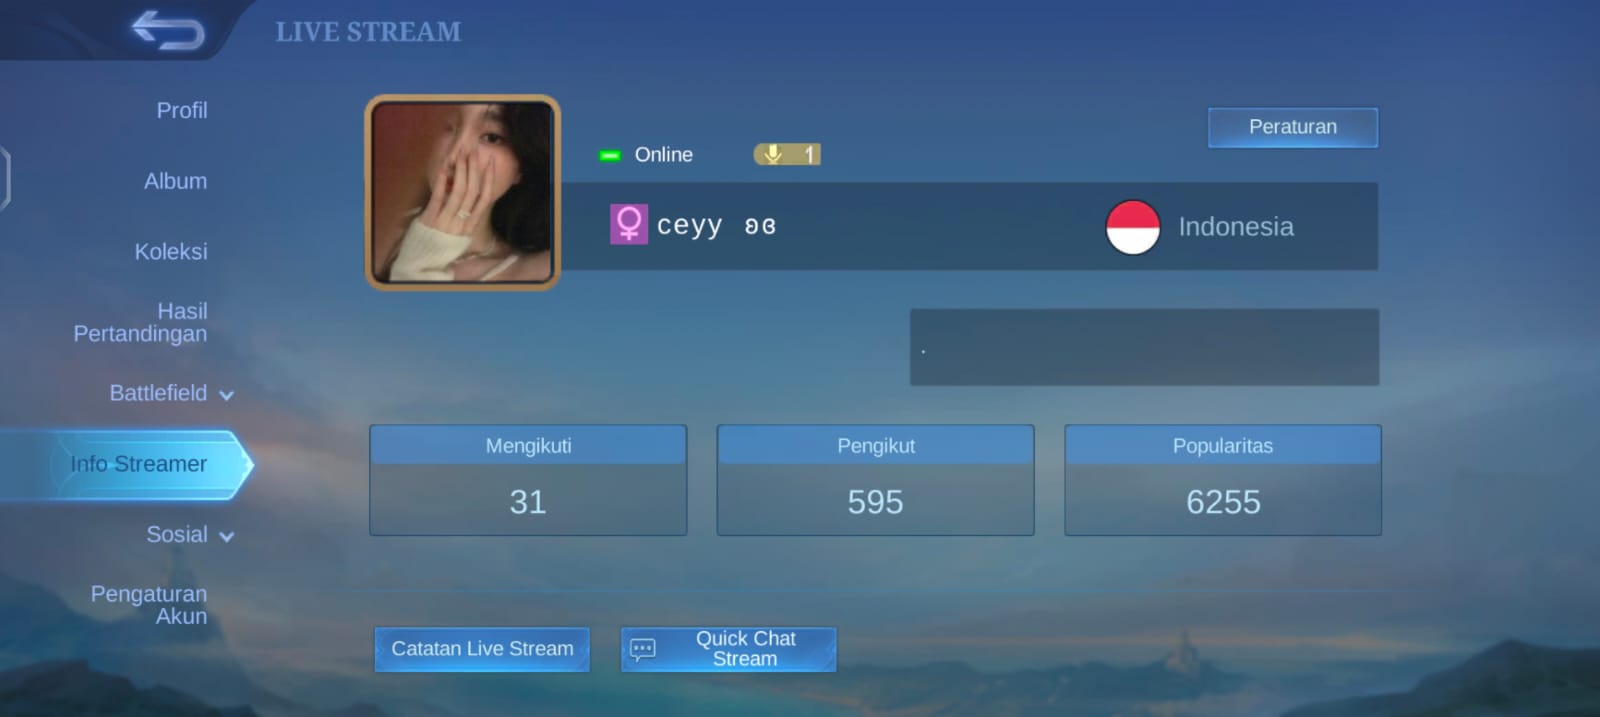 LIVE STREAM
Profil
Album
Koleksi
Hasil
Pertandingan
Battlefield
Info Streamer
Sosial
Pengaturan
Akun
Online
1
Peraturan
ceyy ʚɞ
Indonesia
.
Mengikuti
31
Pengikut
595
Popularitas
6255
Catatan Live Stream
Quick Chat
Stream